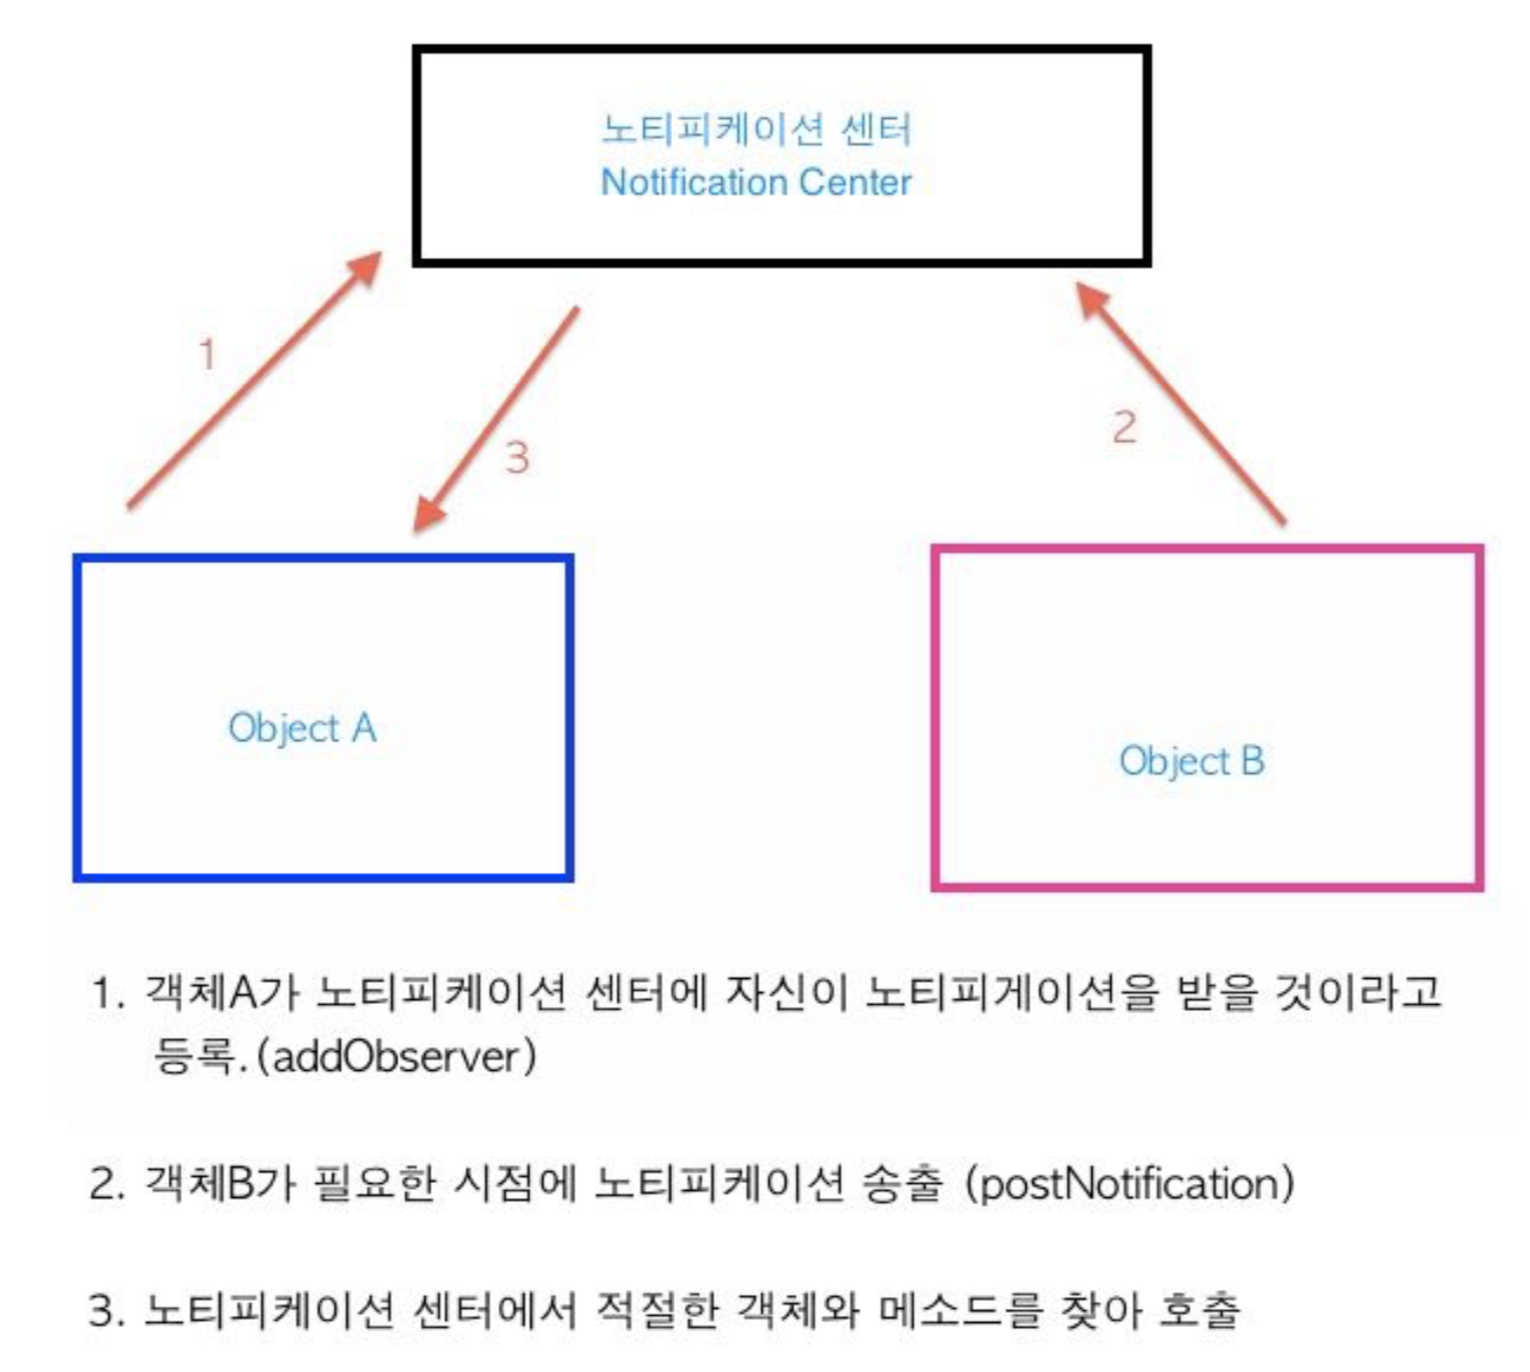 노티피케이션 센터
Notification Center
1
3
2
Object A
Object B
1. 객체A가 노티피케이션 센터에 자신이 노티피게이션을 받을 것이라고
등록.(addObserver)
2. 객체B가 필요한 시점에 노티피케이션 송출 (postNotification)
3. 노티피케이션 센터에서 적절한 객체와 메소드를 찾아 호출